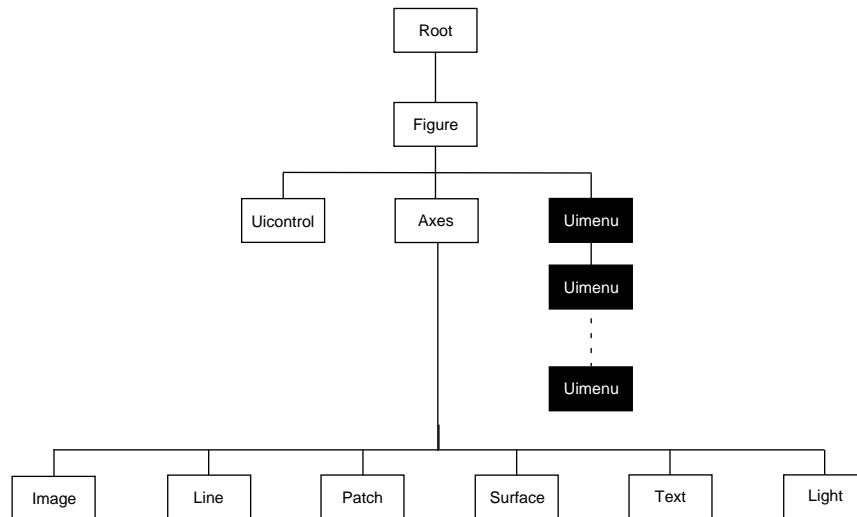 Root
Figure
Uicontrol
Axes
Uimenu
Uimenu
Uimenu
Image
Line
Patch
Surface
Text
Light